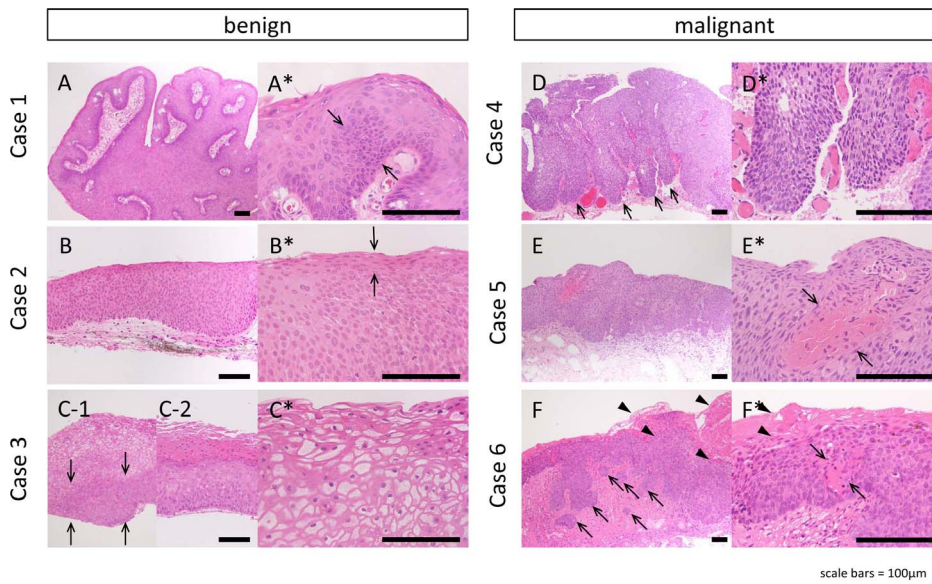 benign
malignant
Case 1
A
A*
Case 4
D
D*
Case 2
B
B*
Case 5
E
E*
Case 3
C-1
C-2
C*
Case 6
F
F*
scale bars = 100μm